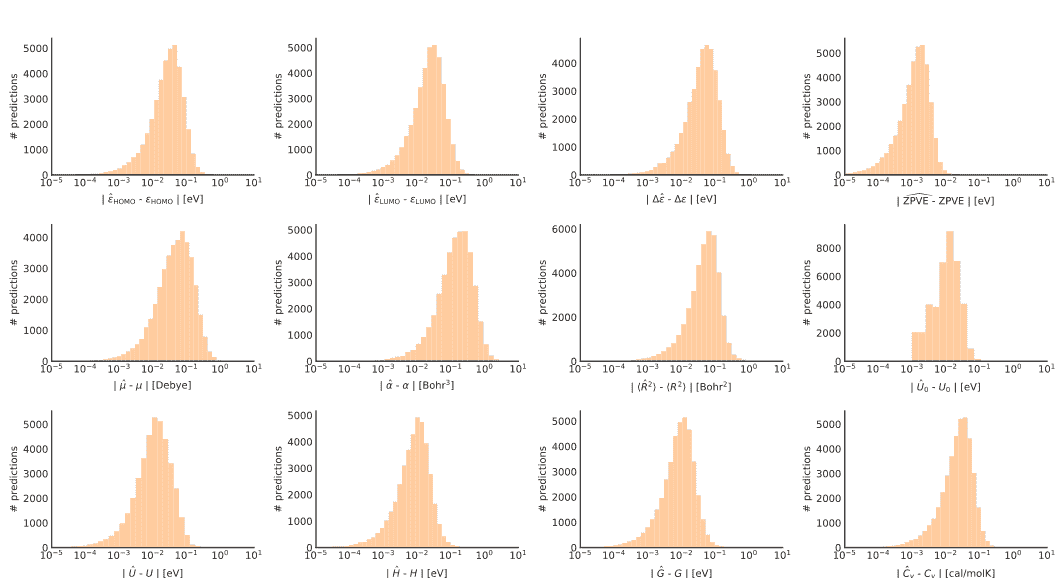 # predictions
5000
4000
3000
2000
1000
0
10⁻⁵ 10⁻⁴ 10⁻³ 10⁻² 10⁻¹ 10⁰ 10¹
| ε̂HOMO - εHOMO | [eV]
# predictions
5000
4000
3000
2000
1000
0
10⁻⁵ 10⁻⁴ 10⁻³ 10⁻² 10⁻¹ 10⁰ 10¹
| ε̂LUMO - εLUMO | [eV]
# predictions
4000
3000
2000
1000
0
10⁻⁵ 10⁻⁴ 10⁻³ 10⁻² 10⁻¹ 10⁰ 10¹
| Δε̂ - Δε | [eV]
# predictions
5000
4000
3000
2000
1000
0
10⁻⁵ 10⁻⁴ 10⁻³ 10⁻² 10⁻¹ 10⁰ 10¹
| ẐPVE - ZPVE | [eV]
# predictions
4000
3000
2000
1000
0
10⁻⁵ 10⁻⁴ 10⁻³ 10⁻² 10⁻¹ 10⁰ 10¹
| μ̂ - μ | [Debye]
# predictions
5000
4000
3000
2000
1000
0
10⁻⁵ 10⁻⁴ 10⁻³ 10⁻² 10⁻¹ 10⁰ 10¹
| α̂ - α | [Bohr³]
# predictions
6000
4000
2000
0
10⁻⁵ 10⁻⁴ 10⁻³ 10⁻² 10⁻¹ 10⁰ 10¹
| ⟨R̂²⟩ - ⟨R²⟩ | [Bohr²]
# predictions
8000
6000
4000
2000
0
10⁻⁵ 10⁻⁴ 10⁻³ 10⁻² 10⁻¹ 10⁰ 10¹
| Û₀ - U₀ | [eV]
# predictions
5000
4000
3000
2000
1000
0
10⁻⁵ 10⁻⁴ 10⁻³ 10⁻² 10⁻¹ 10⁰ 10¹
| Û - U | [eV]
# predictions
5000
4000
3000
2000
1000
0
10⁻⁵ 10⁻⁴ 10⁻³ 10⁻² 10⁻¹ 10⁰ 10¹
| Ĥ - H | [eV]
# predictions
5000
4000
3000
2000
1000
0
10⁻⁵ 10⁻⁴ 10⁻³ 10⁻² 10⁻¹ 10⁰ 10¹
| Ĝ - G | [eV]
# predictions
5000
4000
3000
2000
1000
0
10⁻⁵ 10⁻⁴ 10⁻³ 10⁻² 10⁻¹ 10⁰ 10¹
| Ĉᵥ - Cᵥ | [cal/molK]